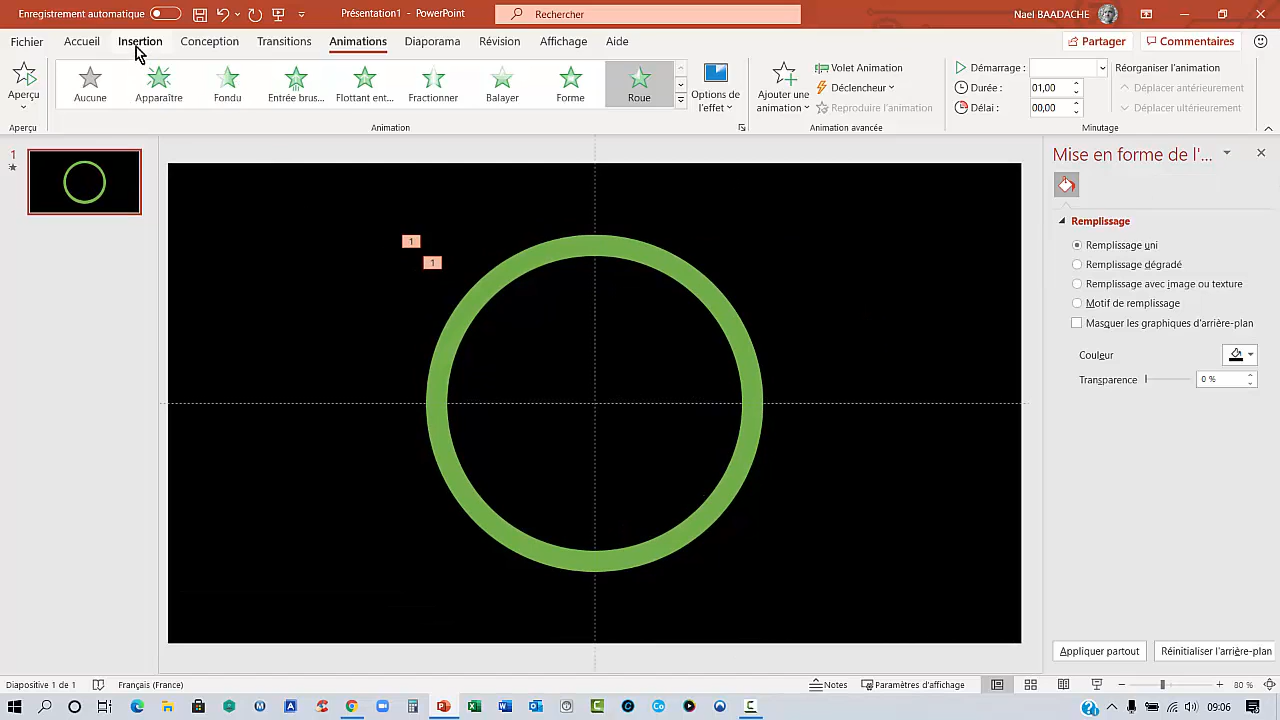 Enregistrement automatique
Présentation1 - PowerPoint
Rechercher
Nael BAADACHE
Fichier Accueil Insertion Conception Transitions Animations Diaporama Révision Affichage Aide
Partager Commentaires
Aperçu
Aucune Apparaître Fondu Entrée brus... Flottant ent... Fractionner Balayer Forme Roue
Options de l'effet
Ajouter une animation
Volet Animation
Déclencheur
Reproduire l'animation
Démarrage :
Durée : 01,00
Délai : 00,00
Réorganiser l'animation
Déplacer antérieurement
Déplacer ultérieurement
Aperçu Animation Animation avancée Minutage
1
1
1
Mise en forme de l'...
Remplissage
Remplissage uni
Remplissage dégradé
Remplissage avec image ou texture
Motif de remplissage
Masquer les graphiques d'arrière-plan
Couleur
Transparence 0 %
Appliquer partout Réinitialiser l'arrière-plan
Diapositive 1 de 1 Français (France) Notes Paramètres d'affichage 80 %
09:06